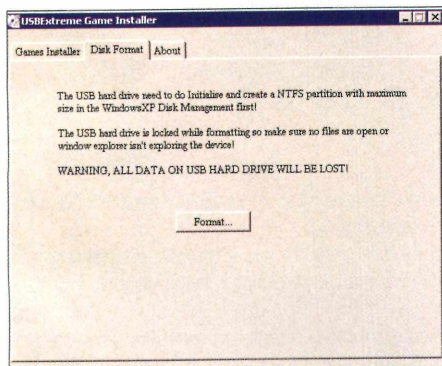 USBExtreme Game Installer
Games Installer Disk Format About
The USB hard drive need to do Initialise and create a NTFS partition with maximum
size in the WindowsXP Disk Management first!
The USB hard drive is locked while formatting so make sure no files are open or
window explorer isn't exploring the device!
WARNING, ALL DATA ON USB HARD DRIVE WILL BE LOST!
Format...